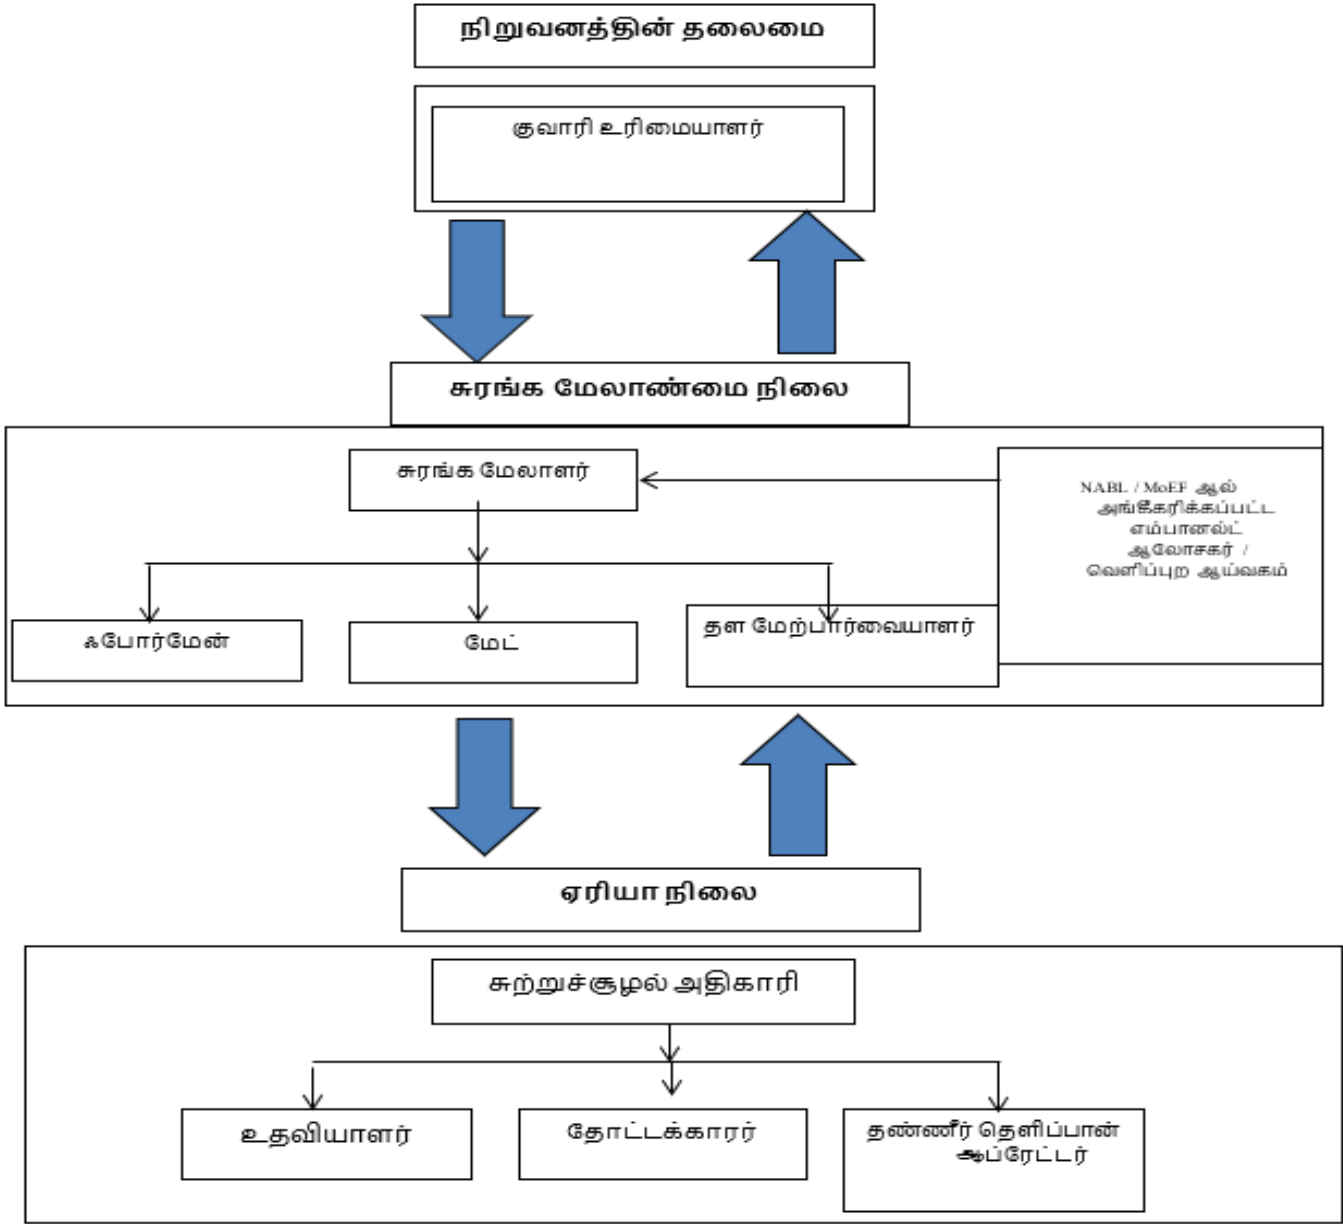 நிறுவனத்தின் தலைமை
குவாரி உரிமையாளர்
சுரங்க மேலாண்மை நிலை
சுரங்க மேலாளர்
NABL / MoEF ஆல்
அங்கீகரிக்கப்பட்ட
எம்பானல்ட்
ஆலோசகர் /
வெளிப்புற ஆய்வகம்
ஃபோர்மேன்
மேட்
தள மேற்பார்வையாளர்
ஏரியா நிலை
சுற்றுச்சூழல் அதிகாரி
உதவியாளர்
தோட்டக்காரர்
தண்ணீர் தெளிப்பான்
ஆப்ரேட்டர்